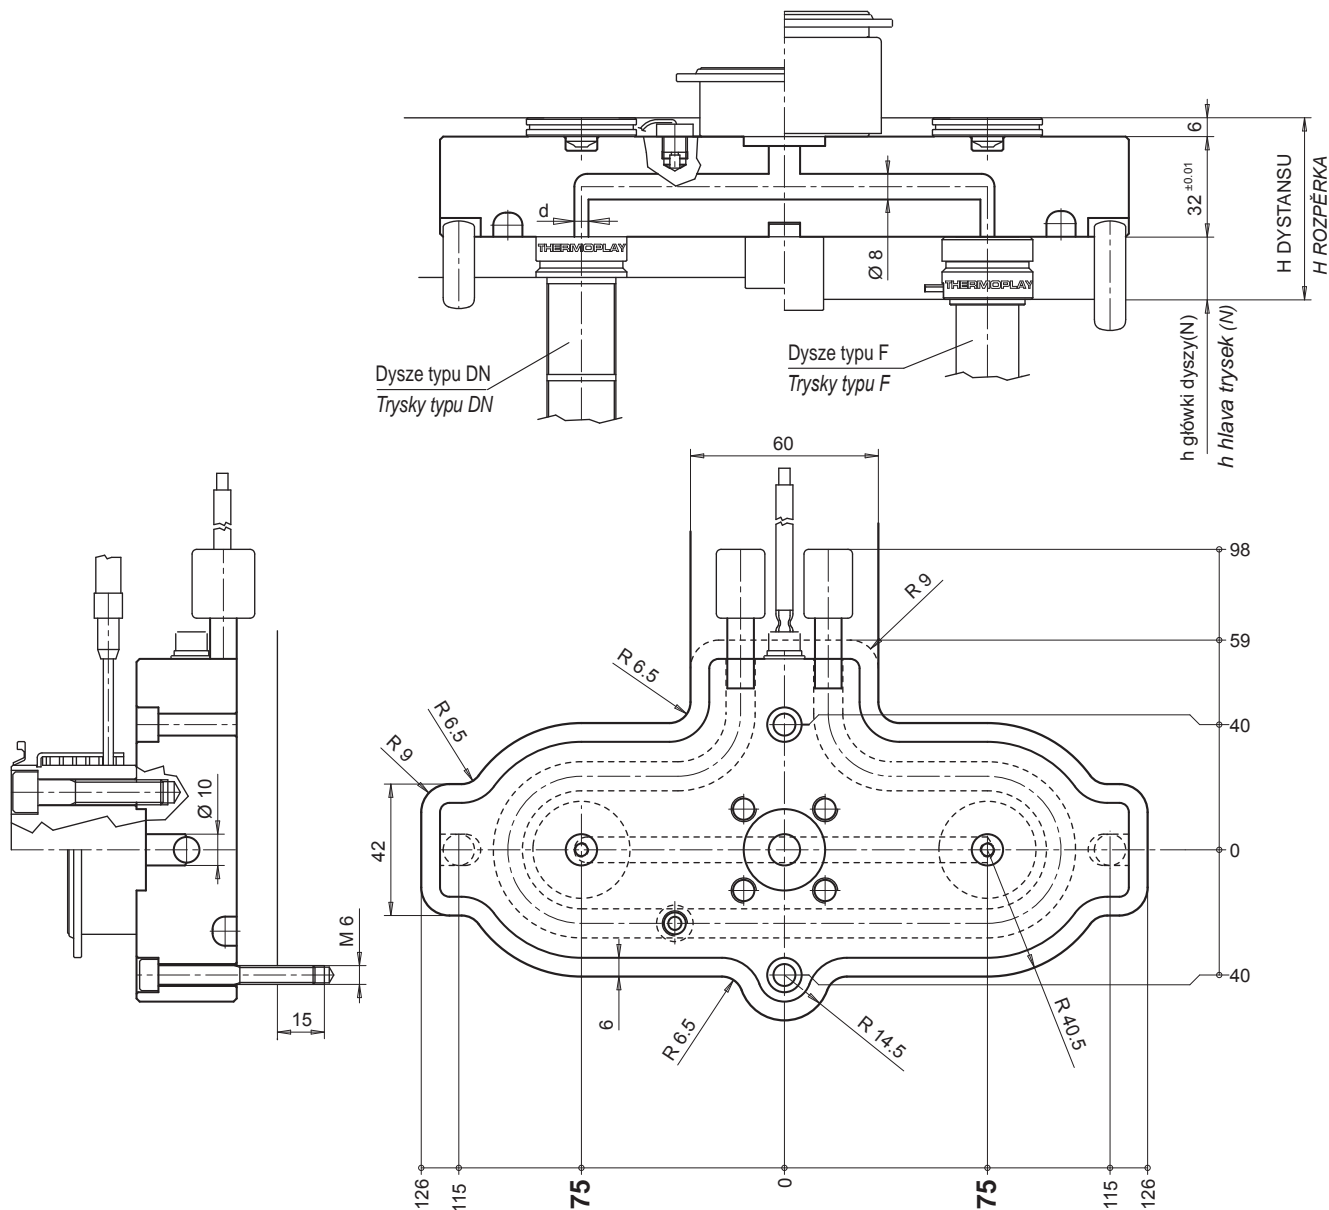 6
32 ±0.01
H DYSTANSU
H ROZPĚRKA
d
THERMOPLAY
Ø 8
THERMOPLAY
h główki dyszy(N)
h hlava trysek (N)
Dysze typu DN
Trysky typu DN
Dysze typu F
Trysky typu F
60
98
R 9
59
R 6.5
R 6.5
40
R 9
Ø 10
42
0
M 6
40
15
6
R 6.5
R 14.5
R 40.5
126
115
75
0
75
115
126